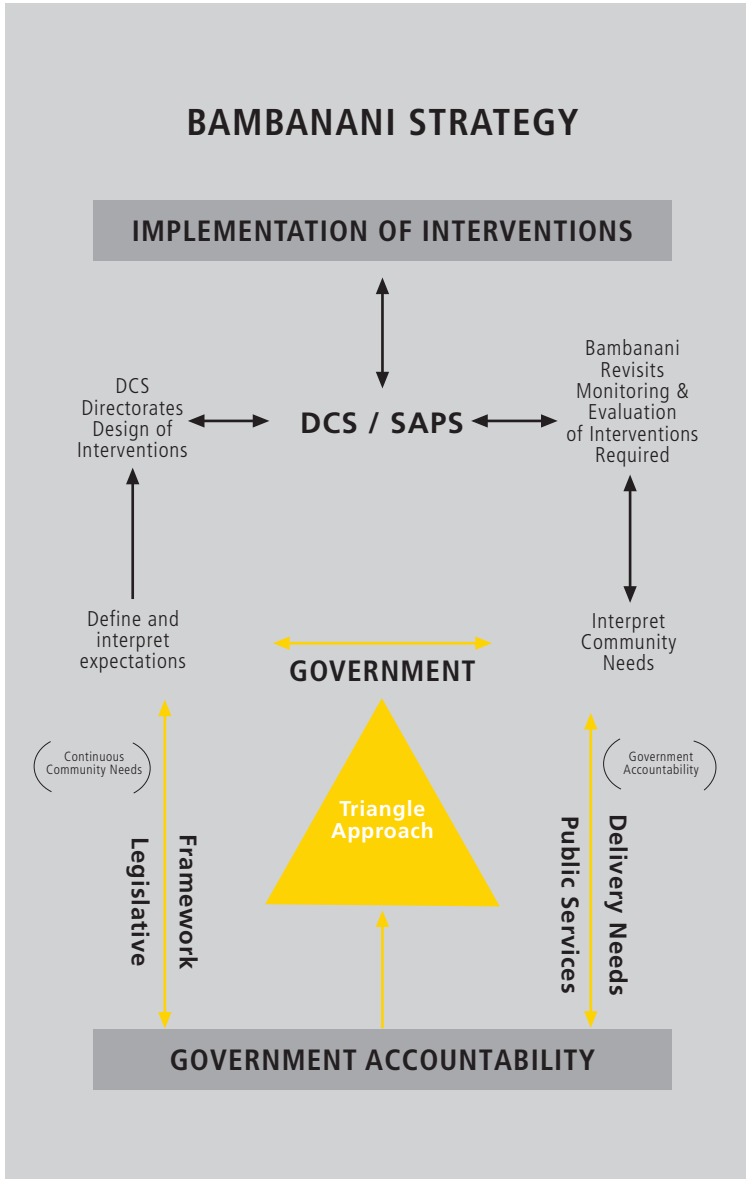 BAMBANANI STRATEGY
IMPLEMENTATION OF INTERVENTIONS
DCS
Directorates
Design of
Interventions
DCS / SAPS
Bambanani
Revisits
Monitoring &
Evaluation
of Interventions
Required
Define and
interpret
expectations
GOVERNMENT
Interpret
Community
Needs
Continuous
Community Needs
Government
Accountability
Triangle
Approach
Legislative
Framework
Public Services
Delivery Needs
GOVERNMENT ACCOUNTABILITY